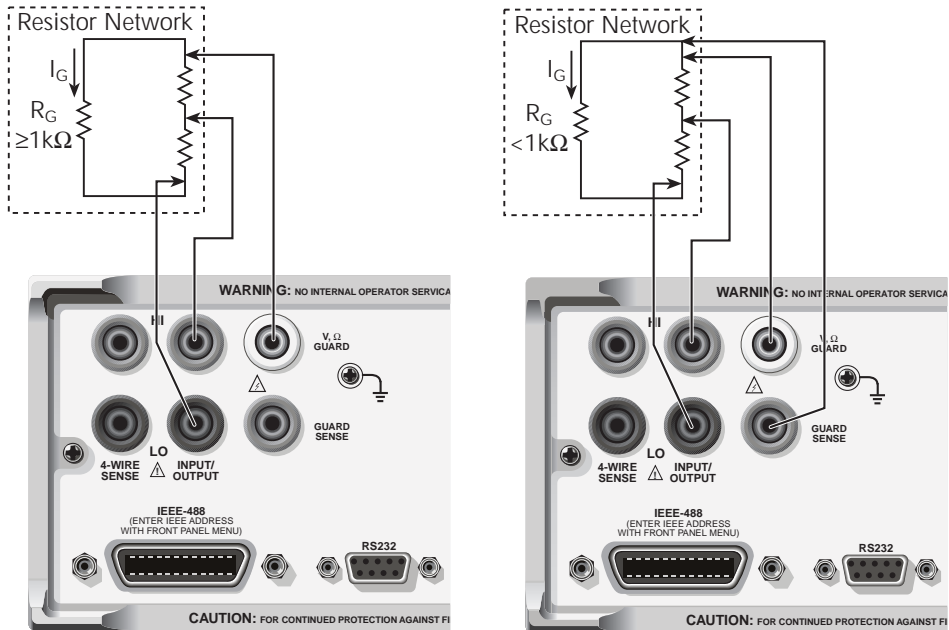 Resistor Network
I_G
R_G
≥1kΩ
WARNING: NO INTERNAL OPERATOR SERVICA
HI
V, Ω
GUARD
GUARD
SENSE
LO
4-WIRE
SENSE
INPUT/
OUTPUT
IEEE-488
(ENTER IEEE ADDRESS
WITH FRONT PANEL MENU)
RS232
CAUTION: FOR CONTINUED PROTECTION AGAINST FI
Resistor Network
I_G
R_G
<1kΩ
WARNING: NO INTERNAL OPERATOR SERVICA
HI
V, Ω
GUARD
GUARD
SENSE
LO
4-WIRE
SENSE
INPUT/
OUTPUT
IEEE-488
(ENTER IEEE ADDRESS
WITH FRONT PANEL MENU)
RS232
CAUTION: FOR CONTINUED PROTECTION AGAINST FI